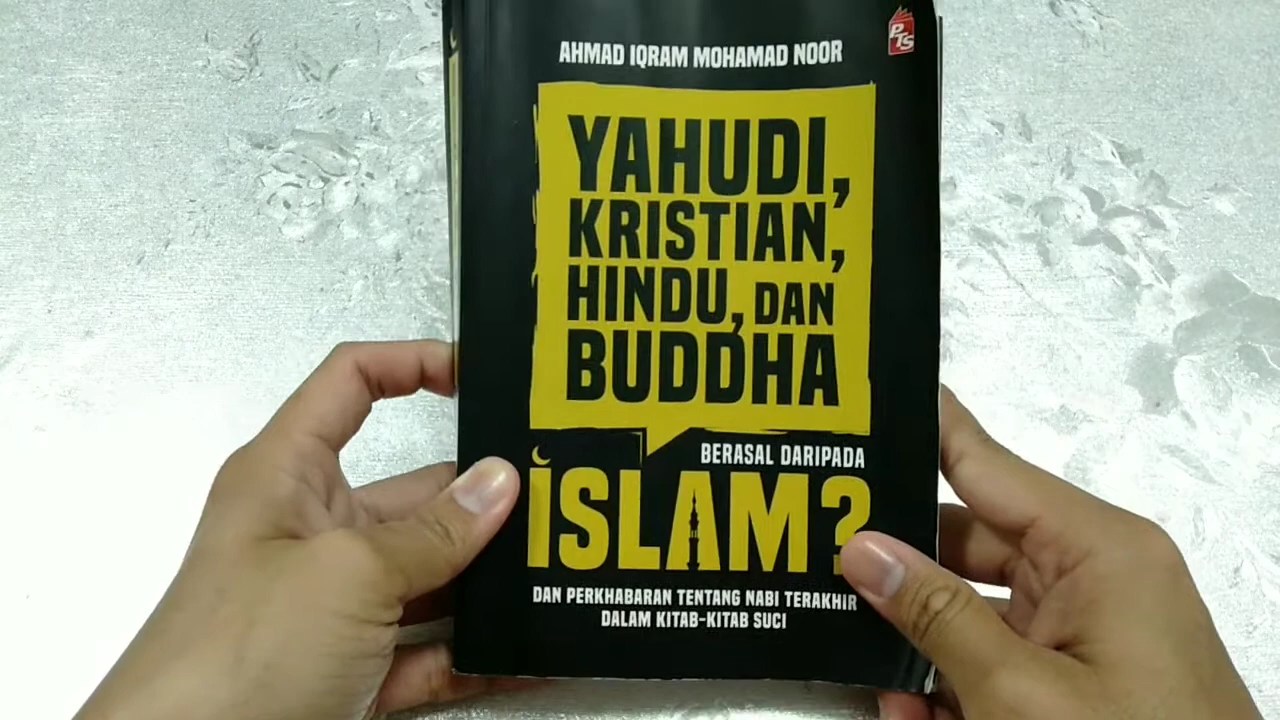 AHMAD IQRAM MOHAMAD NOOR
PTS
YAHUDI,
KRISTIAN,
HINDU, DAN
BUDDHA
BERASAL DARIPADA
ISLAM?
DAN PERKHABARAN TENTANG NABI TERAKHIR
DALAM KITAB-KITAB SUCI